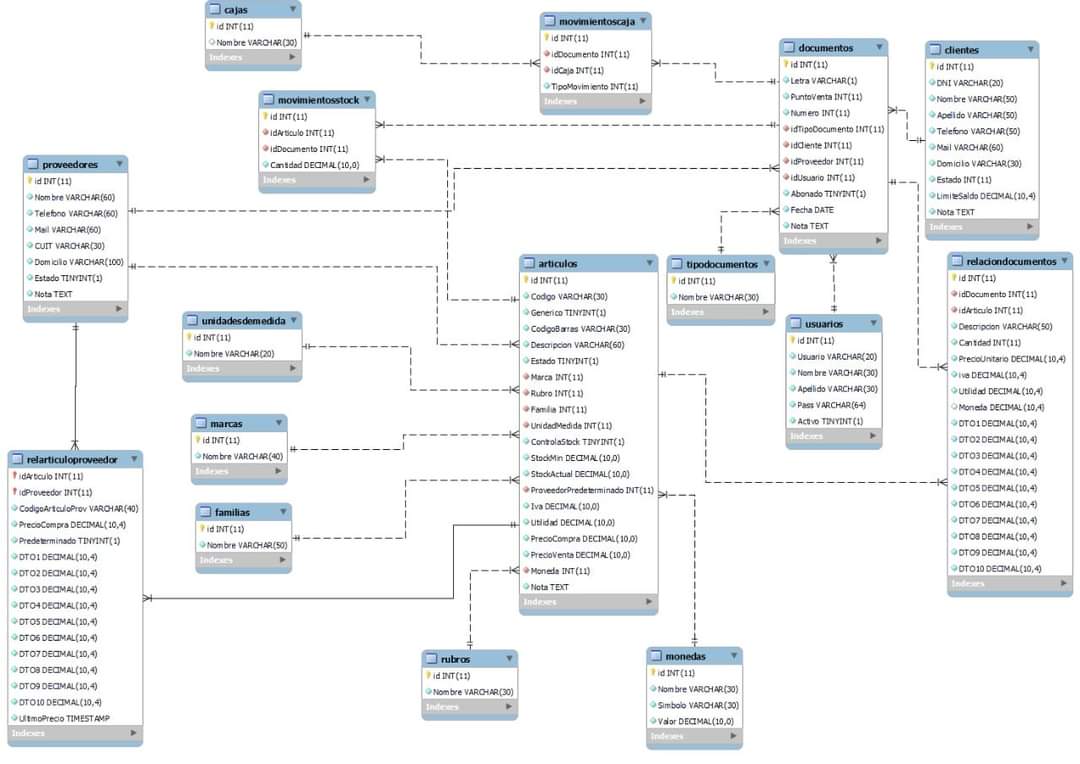 cajas
id INT(11)
Nombre VARCHAR(30)
Indexes
movimientoscaja
id INT(11)
idDocumento INT(11)
idCaja INT(11)
TipoMovimiento INT(11)
Indexes
documentos
id INT(11)
Letra VARCHAR(1)
PuntoVenta INT(11)
Numero INT(11)
idTipoDocumento INT(11)
idCliente INT(11)
idProveedor INT(11)
idUsuario INT(11)
Abonado TINYINT(1)
Fecha DATE
Nota TEXT
Indexes
clientes
id INT(11)
DNI VARCHAR(20)
Nombre VARCHAR(50)
Apellido VARCHAR(50)
Telefono VARCHAR(50)
Mail VARCHAR(60)
Domicilio VARCHAR(30)
Estado INT(11)
LimiteSaldo DECIMAL(10,4)
Nota TEXT
Indexes
movimientosstock
id INT(11)
idArticulo INT(11)
idDocumento INT(11)
Cantidad DECIMAL(10,0)
Indexes
proveedores
id INT(11)
Nombre VARCHAR(60)
Telefono VARCHAR(60)
Mail VARCHAR(60)
CUIT VARCHAR(30)
Domicilio VARCHAR(100)
Estado TINYINT(1)
Nota TEXT
Indexes
articulos
id INT(11)
Codigo VARCHAR(30)
Generico TINYINT(1)
CodigoBarras VARCHAR(30)
Descripcion VARCHAR(60)
Estado TINYINT(1)
Marca INT(11)
Rubro INT(11)
Familia INT(11)
UnidadMedida INT(11)
ControlaStock TINYINT(1)
StockMin DECIMAL(10,0)
StockActual DECIMAL(10,0)
ProveedorPredeterminado INT(11)
Iva DECIMAL(10,0)
Utilidad DECIMAL(10,0)
PrecioCompra DECIMAL(10,0)
PrecioVenta DECIMAL(10,0)
Moneda INT(11)
Nota TEXT
Indexes
tipodocumentos
id INT(11)
Nombre VARCHAR(30)
Indexes
relaciondocumentos
id INT(11)
idDocumento INT(11)
idArticulo INT(11)
Descripcion VARCHAR(50)
Cantidad INT(11)
PrecioUnitario DECIMAL(10,4)
iva DECIMAL(10,4)
Utilidad DECIMAL(10,4)
Moneda DECIMAL(10,4)
DTO1 DECIMAL(10,4)
DTO2 DECIMAL(10,4)
DTO3 DECIMAL(10,4)
DTO4 DECIMAL(10,4)
DTO5 DECIMAL(10,4)
DTO6 DECIMAL(10,4)
DTO7 DECIMAL(10,4)
DTO8 DECIMAL(10,4)
DTO9 DECIMAL(10,4)
DTO10 DECIMAL(10,4)
Indexes
unidadesdemedida
id INT(11)
Nombre VARCHAR(20)
Indexes
usuarios
id INT(11)
Usuario VARCHAR(20)
Nombre VARCHAR(30)
Apellido VARCHAR(30)
Pass VARCHAR(64)
Activo TINYINT(1)
Indexes
marcas
id INT(11)
Nombre VARCHAR(40)
Indexes
relarticuloproveedor
idArticulo INT(11)
idProveedor INT(11)
CodigoArticuloProv VARCHAR(40)
PrecioCompra DECIMAL(10,4)
Predeterminado TINYINT(1)
DTO1 DECIMAL(10,4)
DTO2 DECIMAL(10,4)
DTO3 DECIMAL(10,4)
DTO4 DECIMAL(10,4)
DTO5 DECIMAL(10,4)
DTO6 DECIMAL(10,4)
DTO7 DECIMAL(10,4)
DTO8 DECIMAL(10,4)
DTO9 DECIMAL(10,4)
DTO10 DECIMAL(10,4)
UltimoPrecio TIMESTAMP
Indexes
familias
id INT(11)
Nombre VARCHAR(50)
Indexes
rubros
id INT(11)
Nombre VARCHAR(30)
Indexes
monedas
id INT(11)
Nombre VARCHAR(30)
Simbolo VARCHAR(30)
Valor DECIMAL(10,0)
Indexes